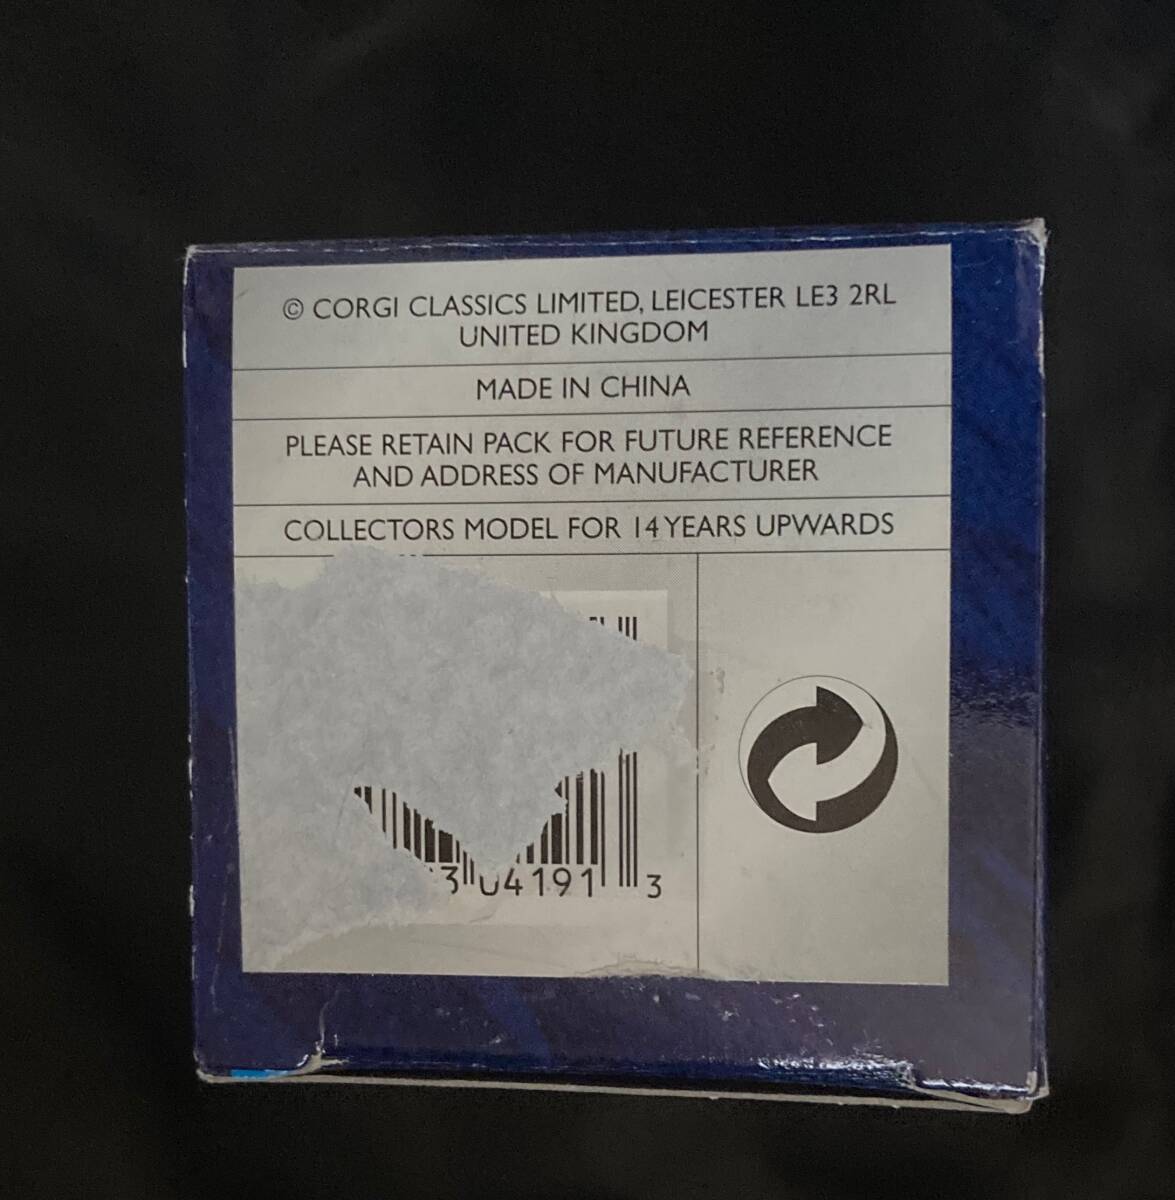 © CORGI CLASSICS LIMITED, LEICESTER LE3 2RL
UNITED KINGDOM
MADE IN CHINA
PLEASE RETAIN PACK FOR FUTURE REFERENCE
AND ADDRESS OF MANUFACTURER
COLLECTORS MODEL FOR 14 YEARS UPWARDS
3 04191 3